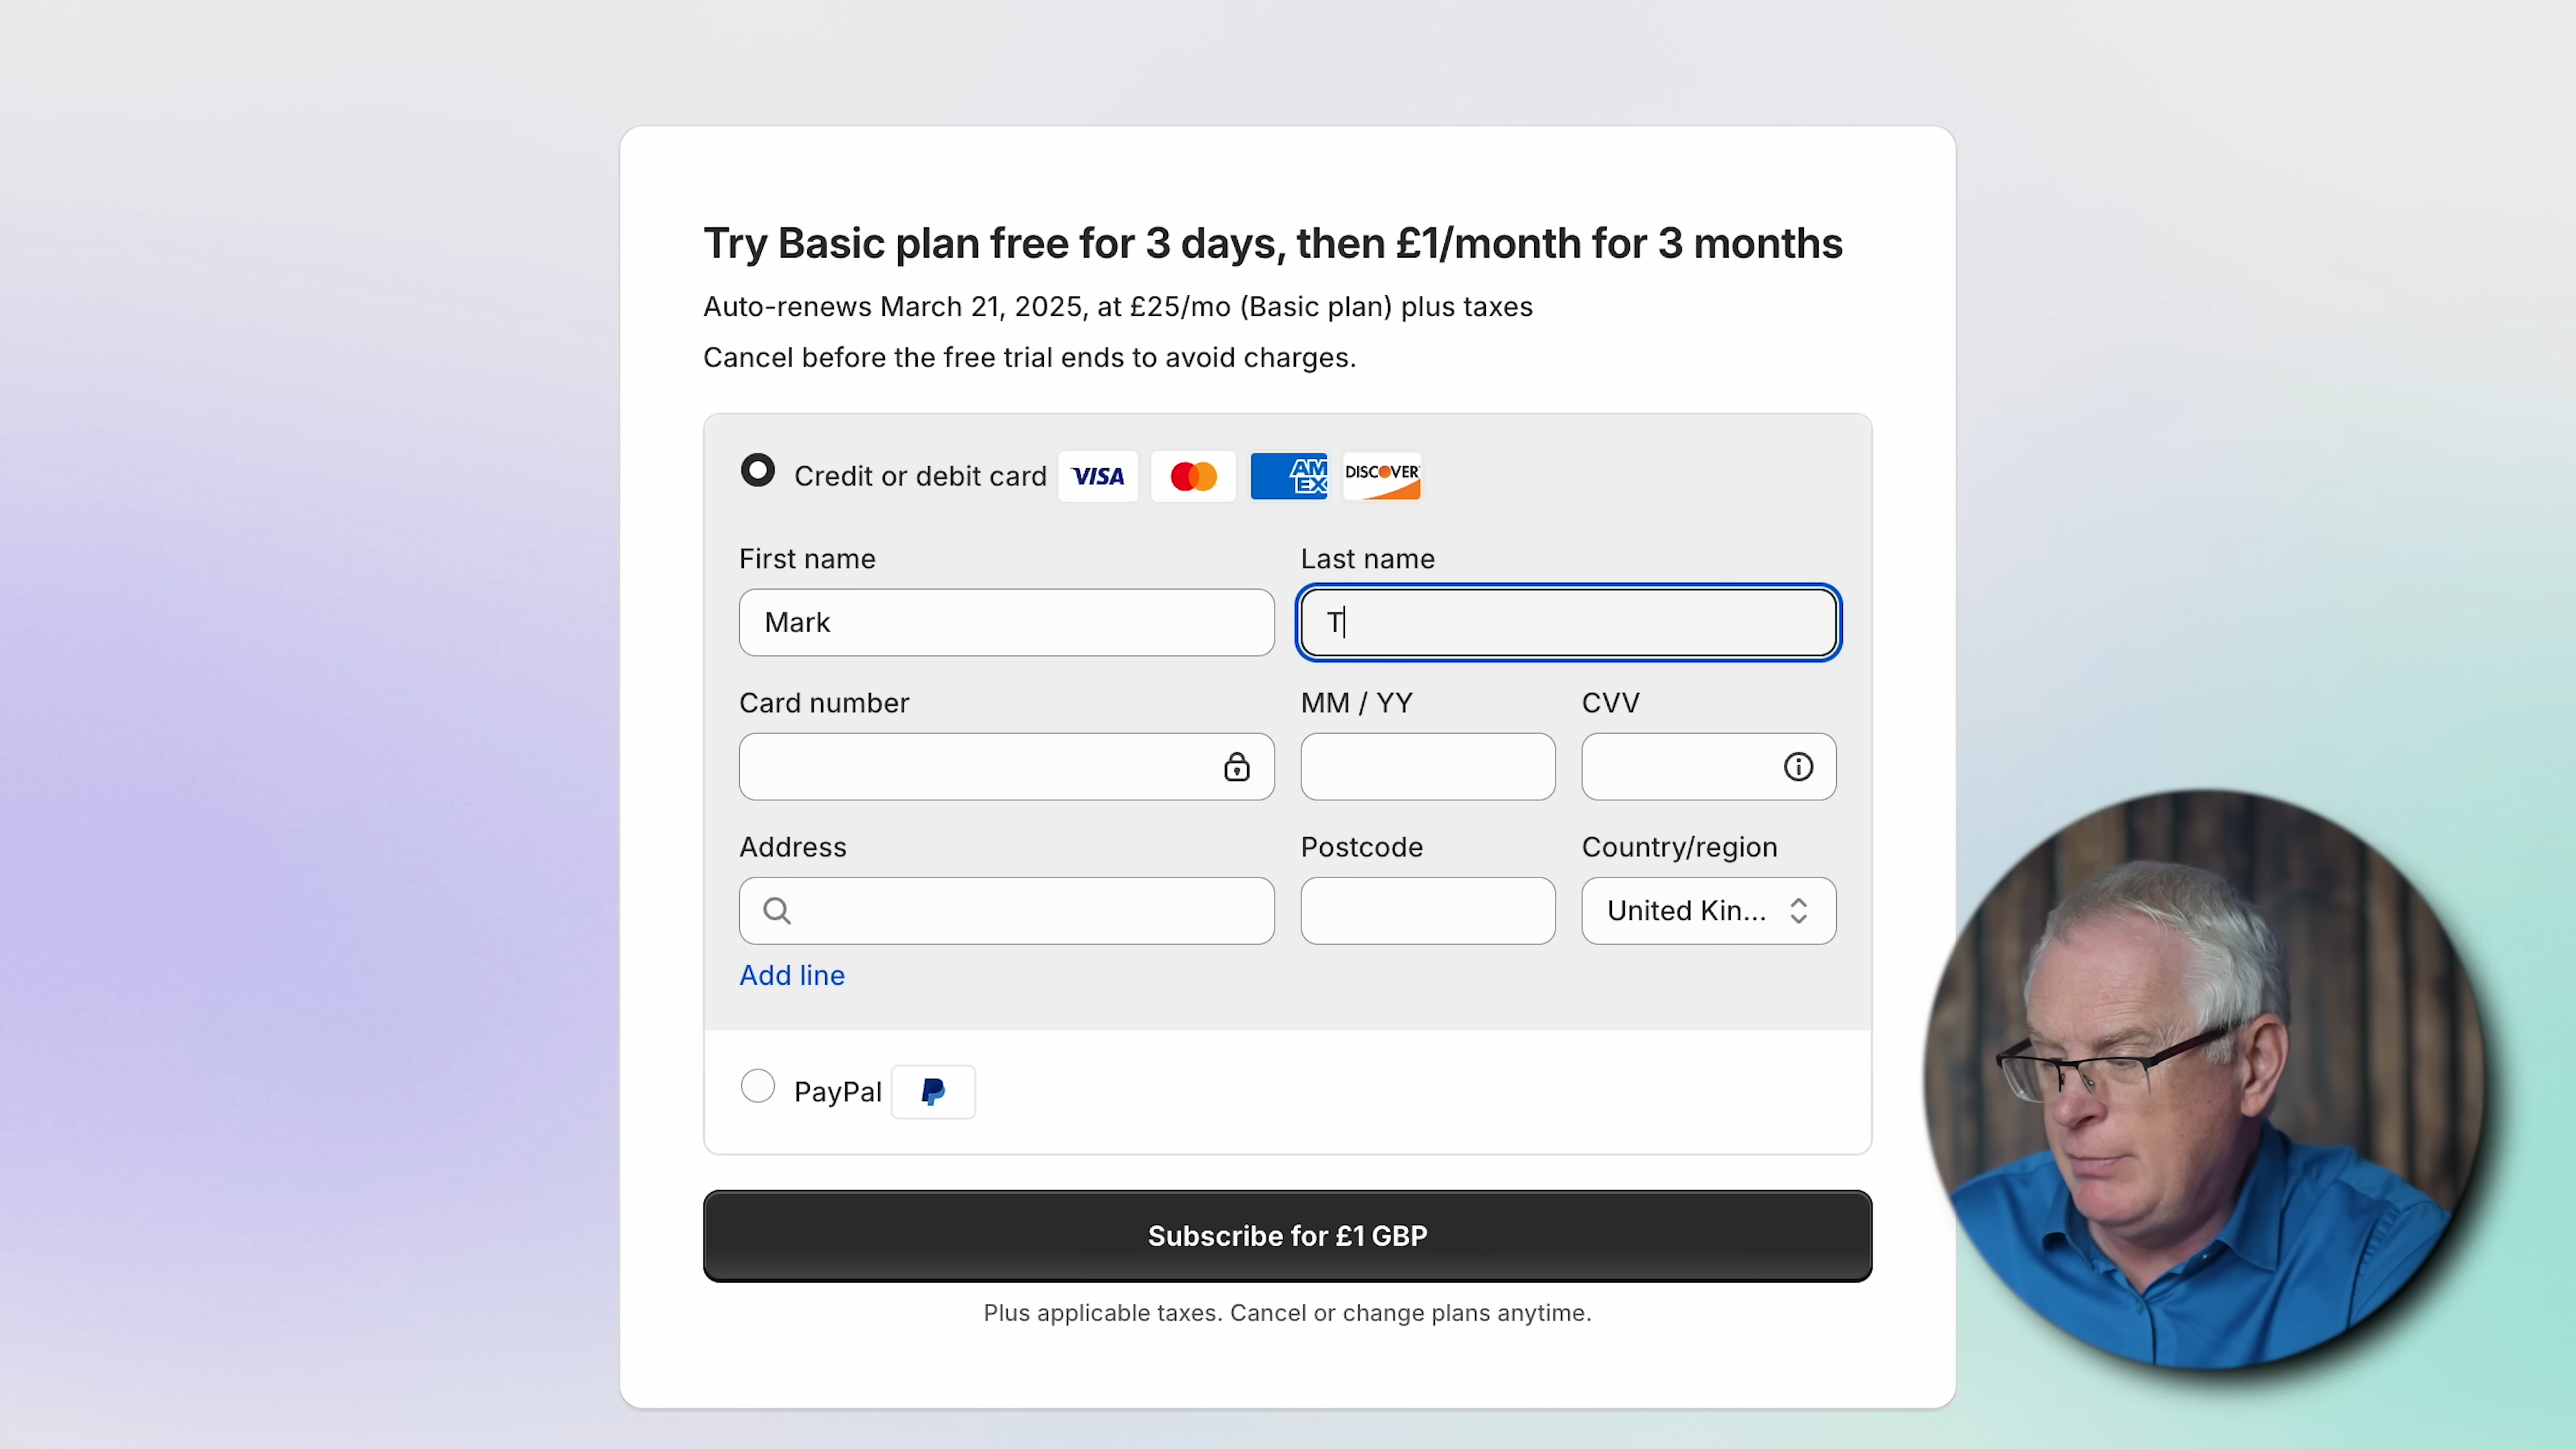 Try Basic plan free for 3 days, then £1/month for 3 months
Auto-renews March 21, 2025, at £25/mo (Basic plan) plus taxes
Cancel before the free trial ends to avoid charges.
Credit or debit card VISA AM EX DISCOVER
First name Last name
Mark T
Card number MM / YY CVV
Address Postcode Country/region
United Kin...
Add line
PayPal
Subscribe for £1 GBP
Plus applicable taxes. Cancel or change plans anytime.